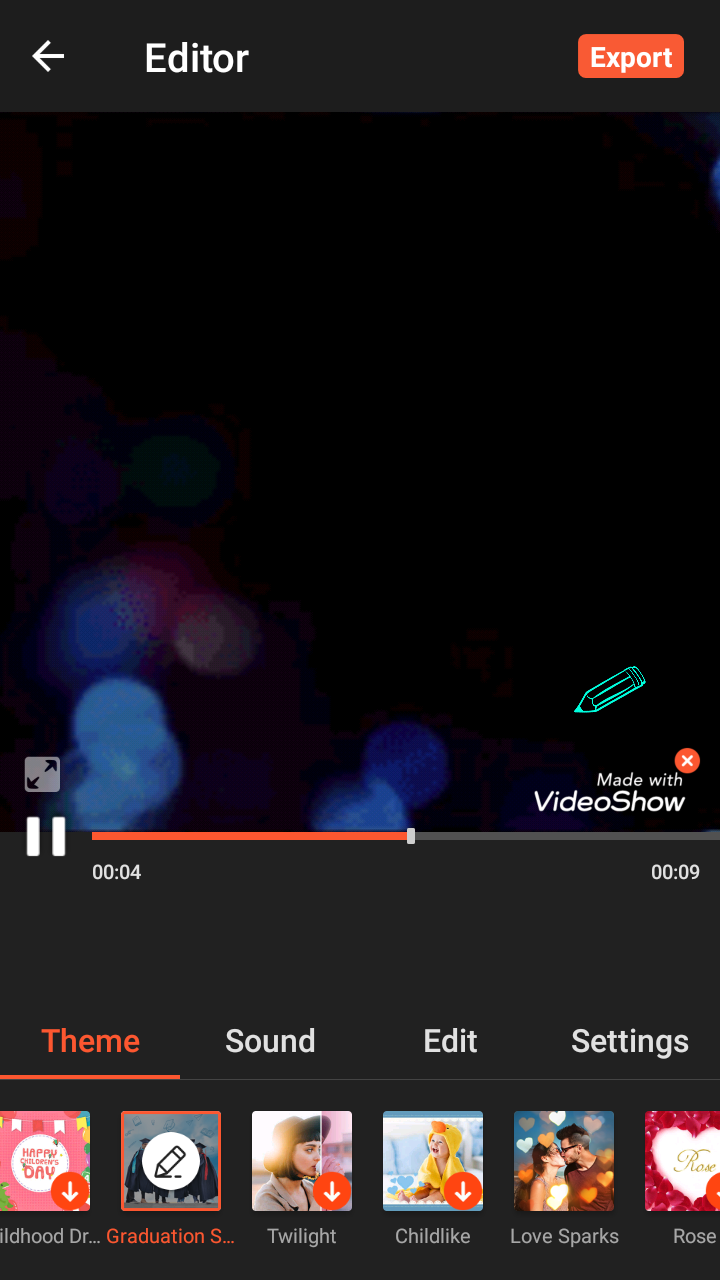 Editor
Export
Made with
VideoShow
00:04
00:09
Theme
Sound
Edit
Settings
HAPPY
CHILDREN'S
DAY
Rose
ildhood Dr...
Graduation S...
Twilight
Childlike
Love Sparks
Rose